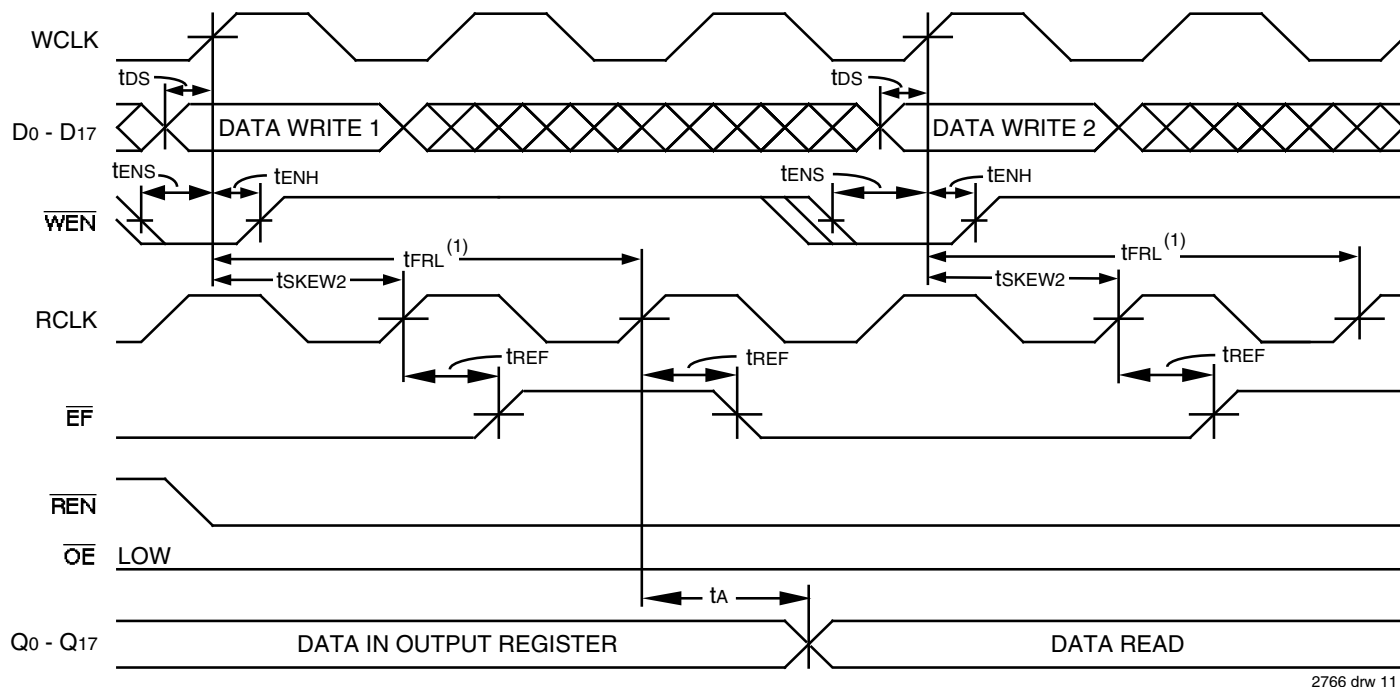 WCLK
tDS
tDS
D0 - D17
DATA WRITE 1
DATA WRITE 2
tENS
tENH
tENS
tENH
WEN
tFRL(1)
tFRL(1)
tSKEW2
tSKEW2
RCLK
tREF
tREF
tREF
EF
REN
OE
LOW
tA
Q0 - Q17
DATA IN OUTPUT REGISTER
DATA READ
2766 drw 11